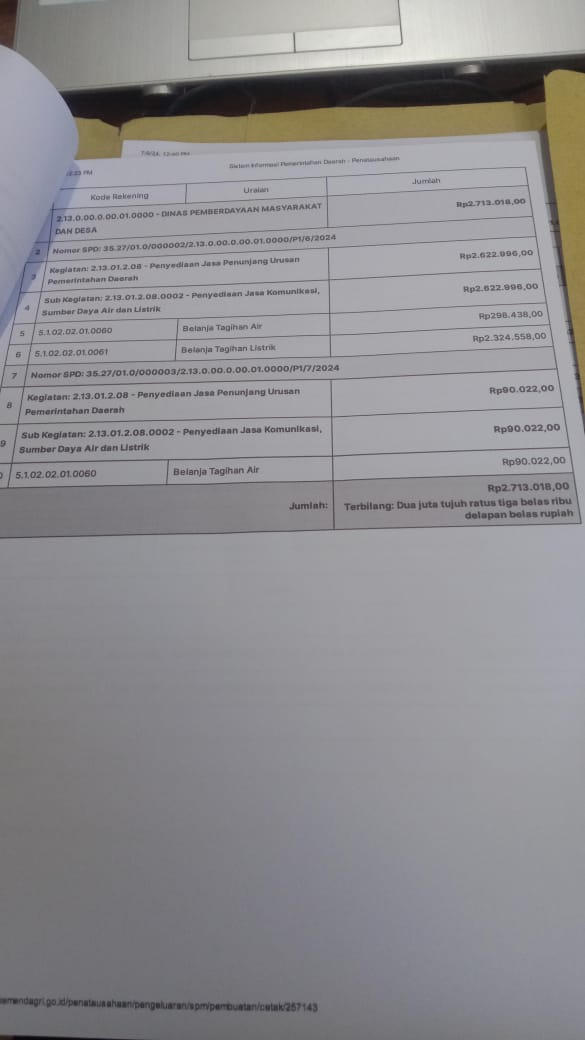 7/9/24, 12:40 PM
12:33 PM
Sistem Informasi Pemerintahan Daerah - Penatausahaan
Kode Rekening
Uraian
Jumlah
2.13.0.00.0.00.01.0000 - DINAS PEMBERDAYAAN MASYARAKAT
DAN DESA
Rp2.713.018,00
2
Nomor SPD: 35.27/01.0/000002/2.13.0.00.0.00.01.0000/P1/6/2024
3
Kegiatan: 2.13.01.2.08 - Penyediaan Jasa Penunjang Urusan
Pemerintahan Daerah
Rp2.622.996,00
4
Sub Kegiatan: 2.13.01.2.08.0002 - Penyediaan Jasa Komunikasi,
Sumber Daya Air dan Listrik
Rp2.622.996,00
5
5.1.02.02.01.0060
Belanja Tagihan Air
Rp298.438,00
6
5.1.02.02.01.0061
Belanja Tagihan Listrik
Rp2.324.558,00
7
Nomor SPD: 35.27/01.0/000003/2.13.0.00.0.00.01.0000/P1/7/2024
8
Kegiatan: 2.13.01.2.08 - Penyediaan Jasa Penunjang Urusan
Pemerintahan Daerah
Rp90.022,00
9
Sub Kegiatan: 2.13.01.2.08.0002 - Penyediaan Jasa Komunikasi,
Sumber Daya Air dan Listrik
Rp90.022,00
5.1.02.02.01.0060
Belanja Tagihan Air
Rp90.022,00
Jumlah:
Rp2.713.018,00
Terbilang: Dua juta tujuh ratus tiga belas ribu
delapan belas rupiah
emendagri.go.id/penatausahaan/pengeluaran/spm/pembuatan/cetak/257143